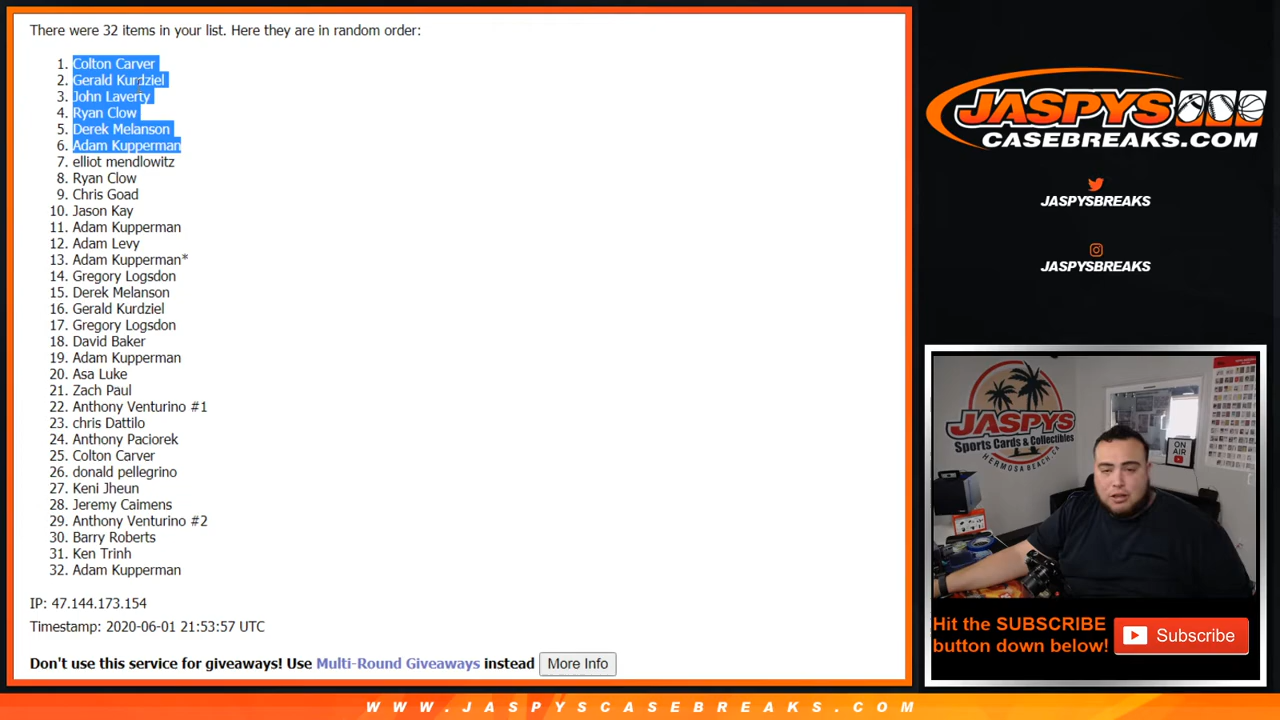 There were 32 items in your list. Here they are in random order:
1. Colton Carver
2. Gerald Kurdziel
3. John Laverty
4. Ryan Clow
5. Derek Melanson
6. Adam Kupperman
7. elliot mendlowitz
8. Ryan Clow
9. Chris Goad
10. Jason Kay
11. Adam Kupperman
12. Adam Levy
13. Adam Kupperman*
14. Gregory Logsdon
15. Derek Melanson
16. Gerald Kurdziel
17. Gregory Logsdon
18. David Baker
19. Adam Kupperman
20. Asa Luke
21. Zach Paul
22. Anthony Venturino #1
23. chris Dattilo
24. Anthony Paciorek
25. Colton Carver
26. donald pellegrino
27. Keni Jheun
28. Jeremy Caimens
29. Anthony Venturino #2
30. Barry Roberts
31. Ken Trinh
32. Adam Kupperman
IP: 47.144.173.154
Timestamp: 2020-06-01 21:53:57 UTC
Don't use this service for giveaways! Use Multi-Round Giveaways instead More Info
JASPYS
CASEBREAKS.COM
JASPYSBREAKS
JASPYSBREAKS
JASPYS
Sports Cards & Collectibles
HERMOSA BEACH, CA
ON
AIR
Hit the SUBSCRIBE
button down below!
Subscribe
WWW.JASPYSCASEBREAKS.COM